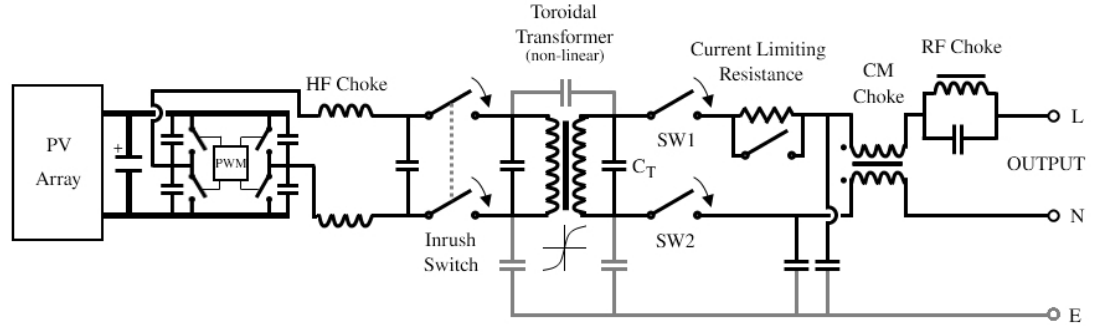 Toroidal
Transformer
(non-linear)
Current Limiting
Resistance
RF Choke
CM
Choke
HF Choke
PV
Array
+
PWM
SW1
C_T
L
OUTPUT
N
Inrush
Switch
SW2
E